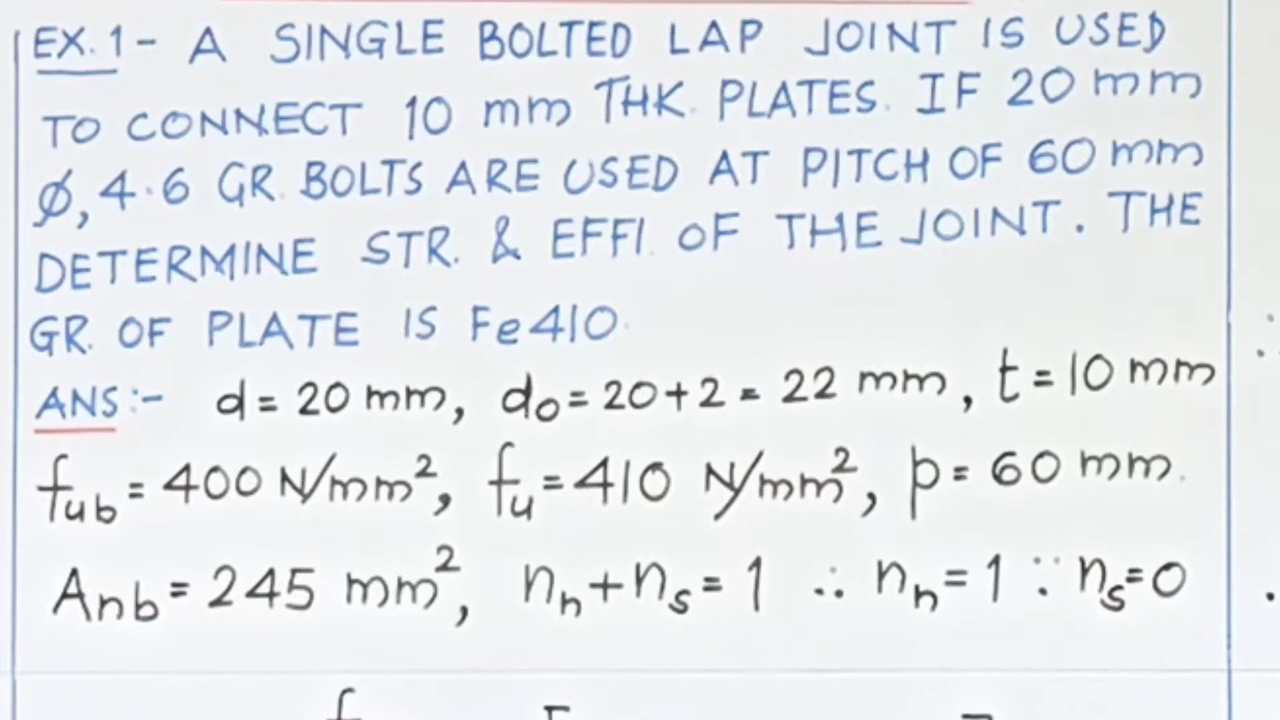 EX.1- A SINGLE BOLTED LAP JOINT IS USED
TO CONNECT 10 mm THK. PLATES. IF 20 mm
Ø, 4.6 GR. BOLTS ARE USED AT PITCH OF 60 mm
DETERMINE STR. & EFFI. OF THE JOINT. THE
GR. OF PLATE IS Fe410.
ANS:- d = 20 mm, do = 20+2 = 22 mm, t = 10 mm
fub = 400 N/mm², fu = 410 N/mm², p = 60 mm.
Anb = 245 mm², nn + ns = 1 ∴ nn = 1 ∵ ns = 0